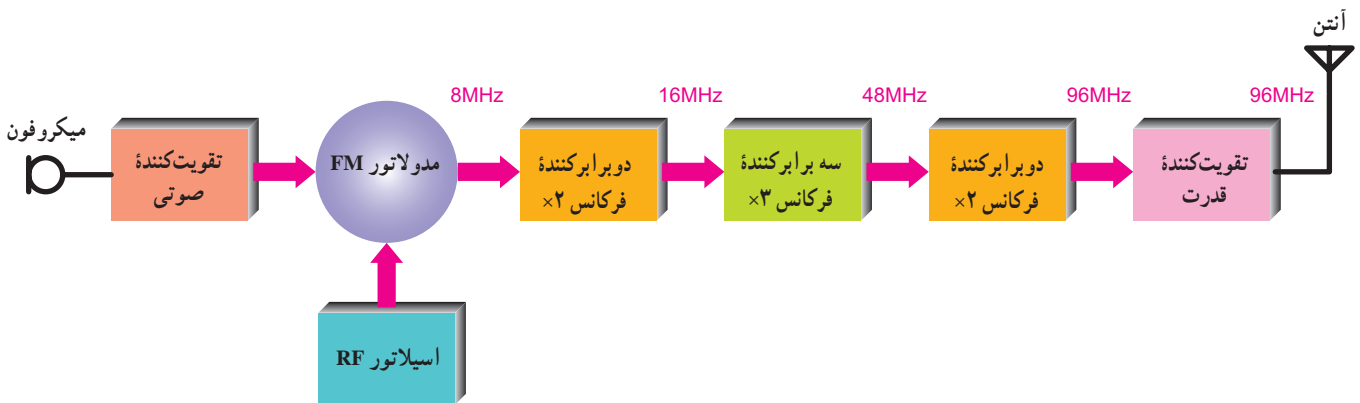 آنتن
میکروفون
تقویت‌کنندهٔ
صوتی
مدولاتور FM
8MHz
دوبرابرکنندهٔ
فرکانس ۲×
16MHz
سه برابرکنندهٔ
فرکانس ۳×
48MHz
دوبرابرکنندهٔ
فرکانس ۲×
96MHz
تقویت‌کنندهٔ
قدرت
96MHz
اسیلاتور RF